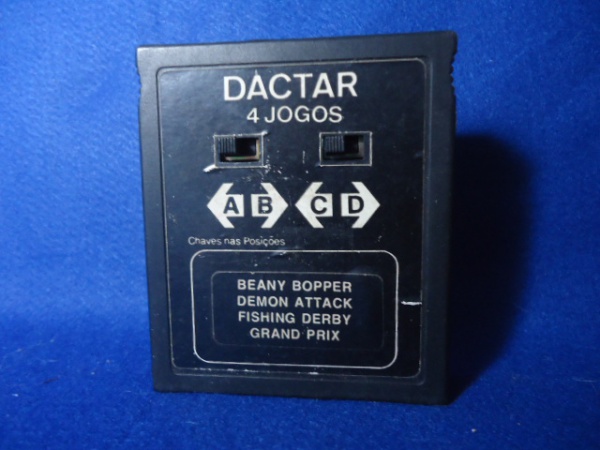 DACTAR
4 JOGOS
A B C D
Chaves nas Posições
BEANY BOPPER
DEMON ATTACK
FISHING DERBY
GRAND PRIX